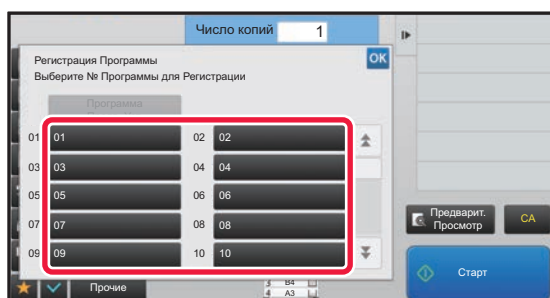 Число копий 1
Регистрация Программы
OK
Выберите № Программы для Регистрации
Программа
01 01 02 02
03 03 04 04
05 05 06 06
07 07 08 08
09 09 10 10
Предварит.
Просмотр
CA
Старт
Прочие
3 B4
4 A3